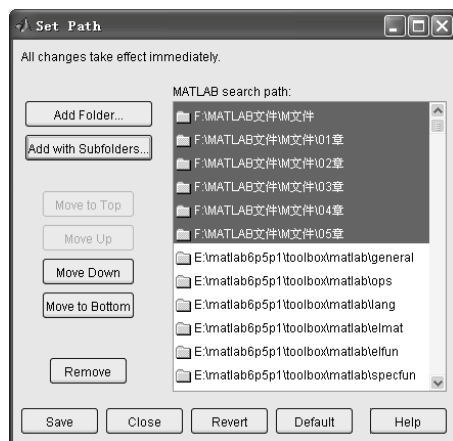 Set Path
All changes take effect immediately.
MATLAB search path:
Add Folder...
Add with Subfolders...
Move to Top
Move Up
Move Down
Move to Bottom
Remove
F:\MATLAB文件\M文件
F:\MATLAB文件\M文件\01章
F:\MATLAB文件\M文件\02章
F:\MATLAB文件\M文件\03章
F:\MATLAB文件\M文件\04章
F:\MATLAB文件\M文件\05章
E:\matlab6p5p1\toolbox\matlab\general
E:\matlab6p5p1\toolbox\matlab\ops
E:\matlab6p5p1\toolbox\matlab\lang
E:\matlab6p5p1\toolbox\matlab\elmat
E:\matlab6p5p1\toolbox\matlab\elfun
E:\matlab6p5p1\toolbox\matlab\specfun
Save Close Revert Default Help